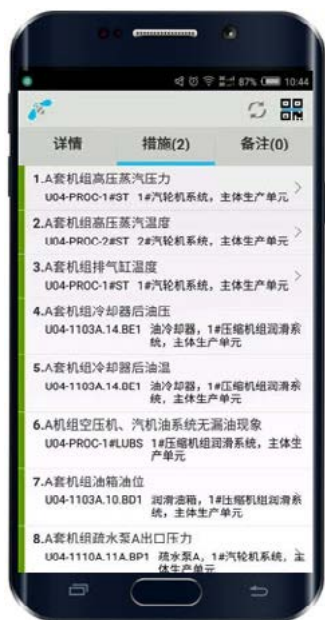 87% 10:44
详情 措施(2) 备注(0)
1.A套机组高压蒸汽压力
U04-PROC-1#ST 1#汽轮机系统，主体生产单元
2.A套机组高压蒸汽温度
U04-PROC-2#ST 2#汽轮机系统，主体生产单元
3.A套机组排气缸温度
U04-PROC-1#ST 1#汽轮机系统，主体生产单元
4.A套机组冷却器后油压
U04-1103A.14.BE1 油冷却器，1#压缩机组润滑系
统，主体生产单元
5.A套机组冷却器后油温
U04-1103A.14.BE1 油冷却器，1#压缩机组润滑系
统，主体生产单元
6.A机组空压机、汽机油系统无漏油现象
U04-PROC-1#LUBS 1#压缩机组润滑系统，主体生
产单元
7.A套机组油箱油位
U04-1103A.10.BD1 润滑油箱，1#压缩机组润滑系
统，主体生产单元
8.A套机组疏水泵A出口压力
U04-1110A.11A.BP1 疏水泵A，1#汽轮机系统，主
体生产单元